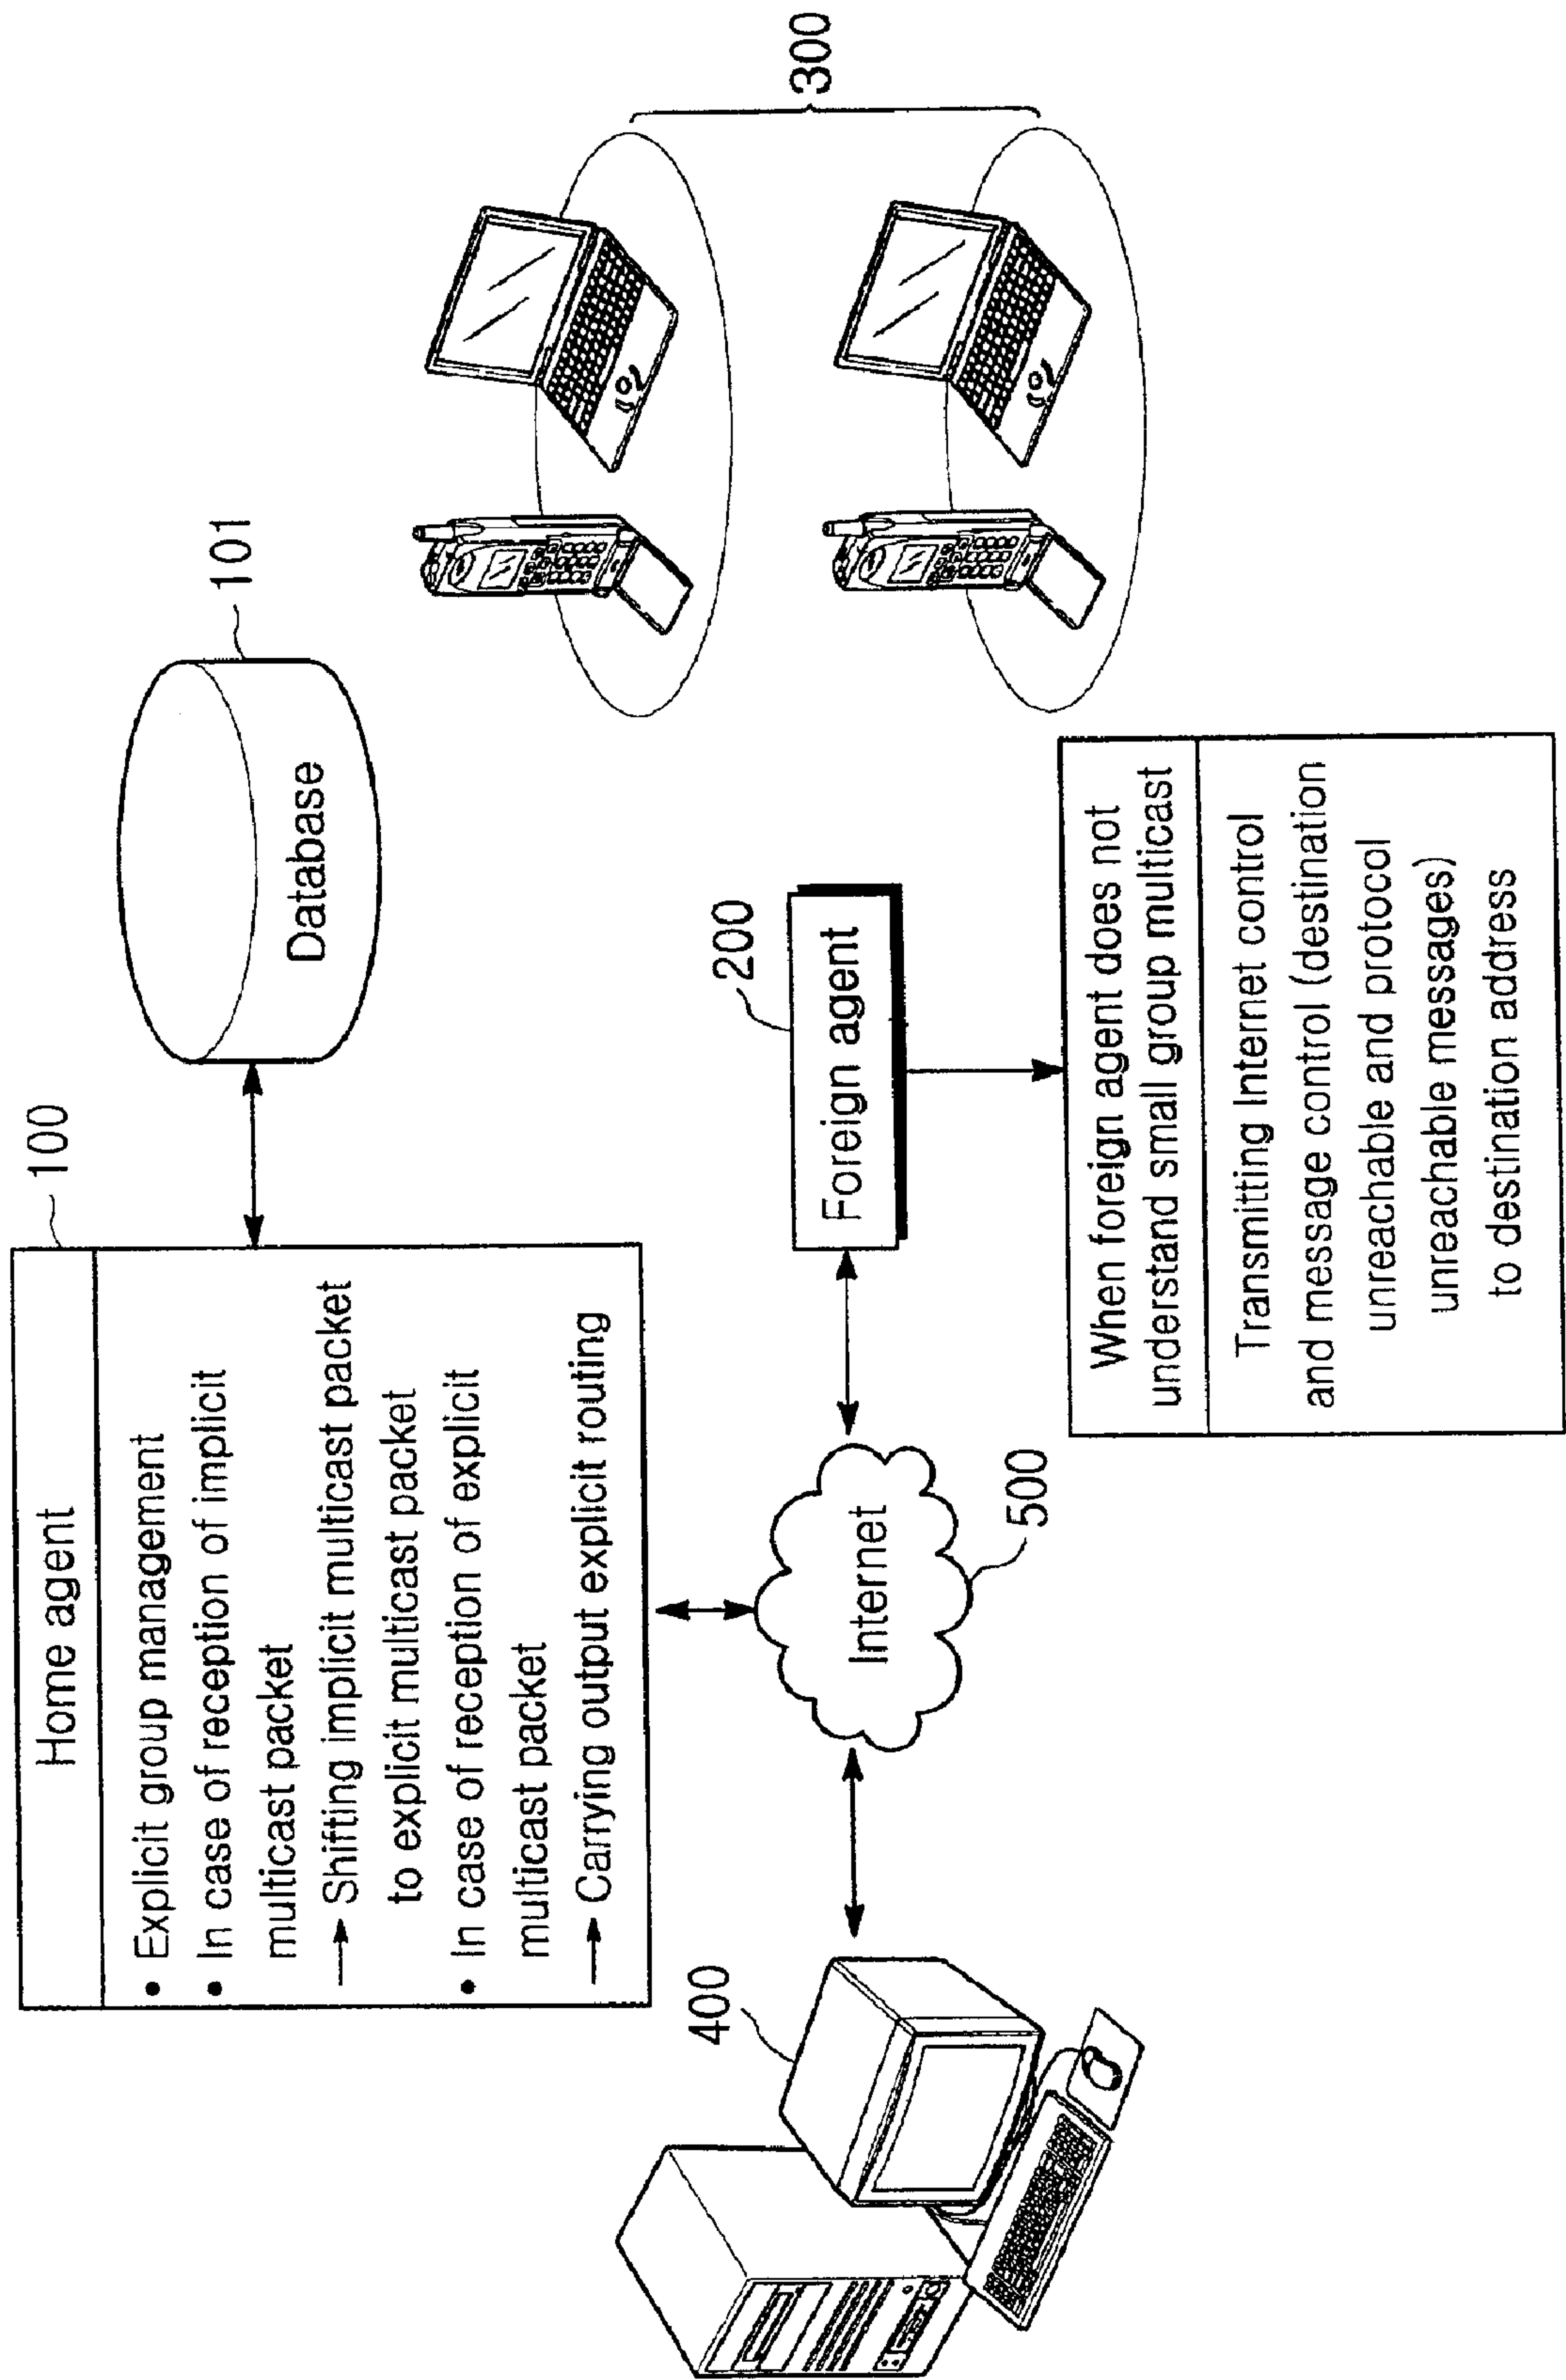 100
Home agent
• Explicit group management
• In case of reception of implicit
multicast packet
→ Shifting implicit multicast packet
to explicit multicast packet
• In case of reception of explicit
multicast packet
→ Carrying output explicit routing
101
Database
400
Internet
500
200
Foreign agent
300
When foreign agent does not
understand small group multicast
Transmitting Internet control
and message control (destination
unreachable and protocol
unreachable messages)
to destination address